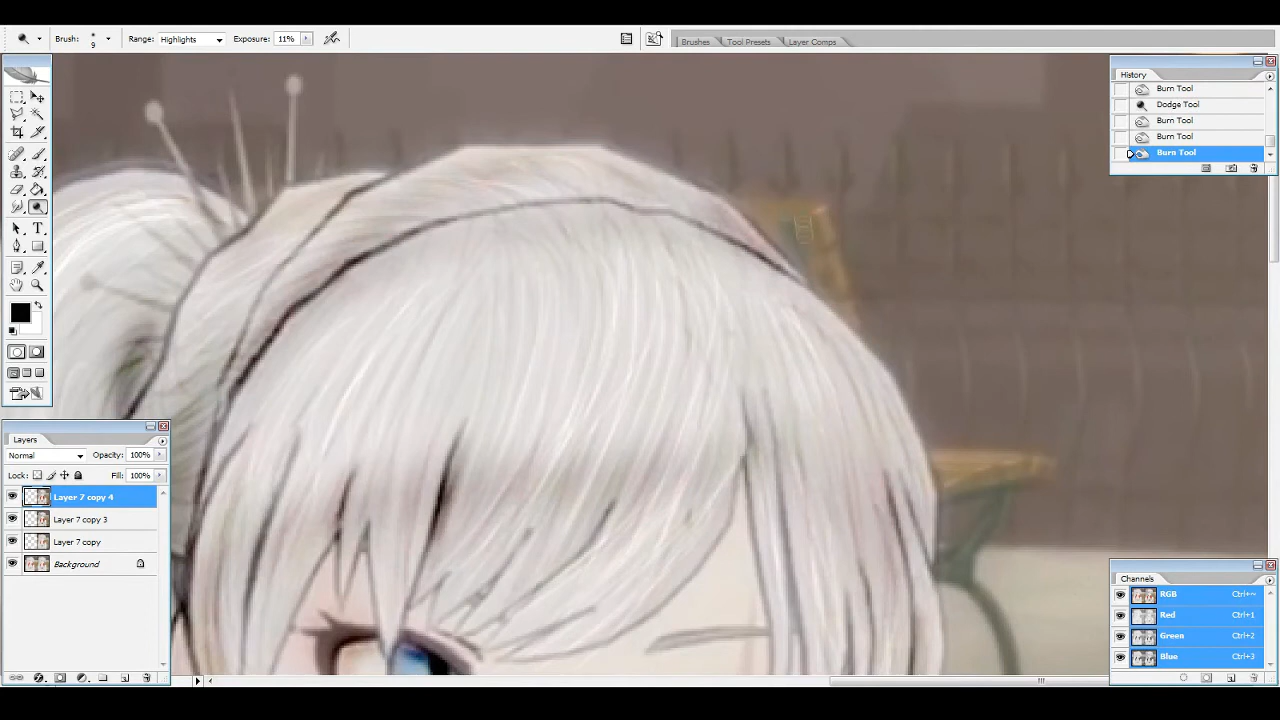 Brush: 9 Range: Highlights Exposure: 11%
Brushes Tool Presets Layer Comps
History
Burn Tool
Dodge Tool
Burn Tool
Burn Tool
Burn Tool
T
Layers
Normal Opacity: 100%
Lock: Fill: 100%
Layer 7 copy 4
Layer 7 copy 3
Layer 7 copy
Background
Channels
RGB Ctrl+~
Red Ctrl+1
Green Ctrl+2
Blue Ctrl+3